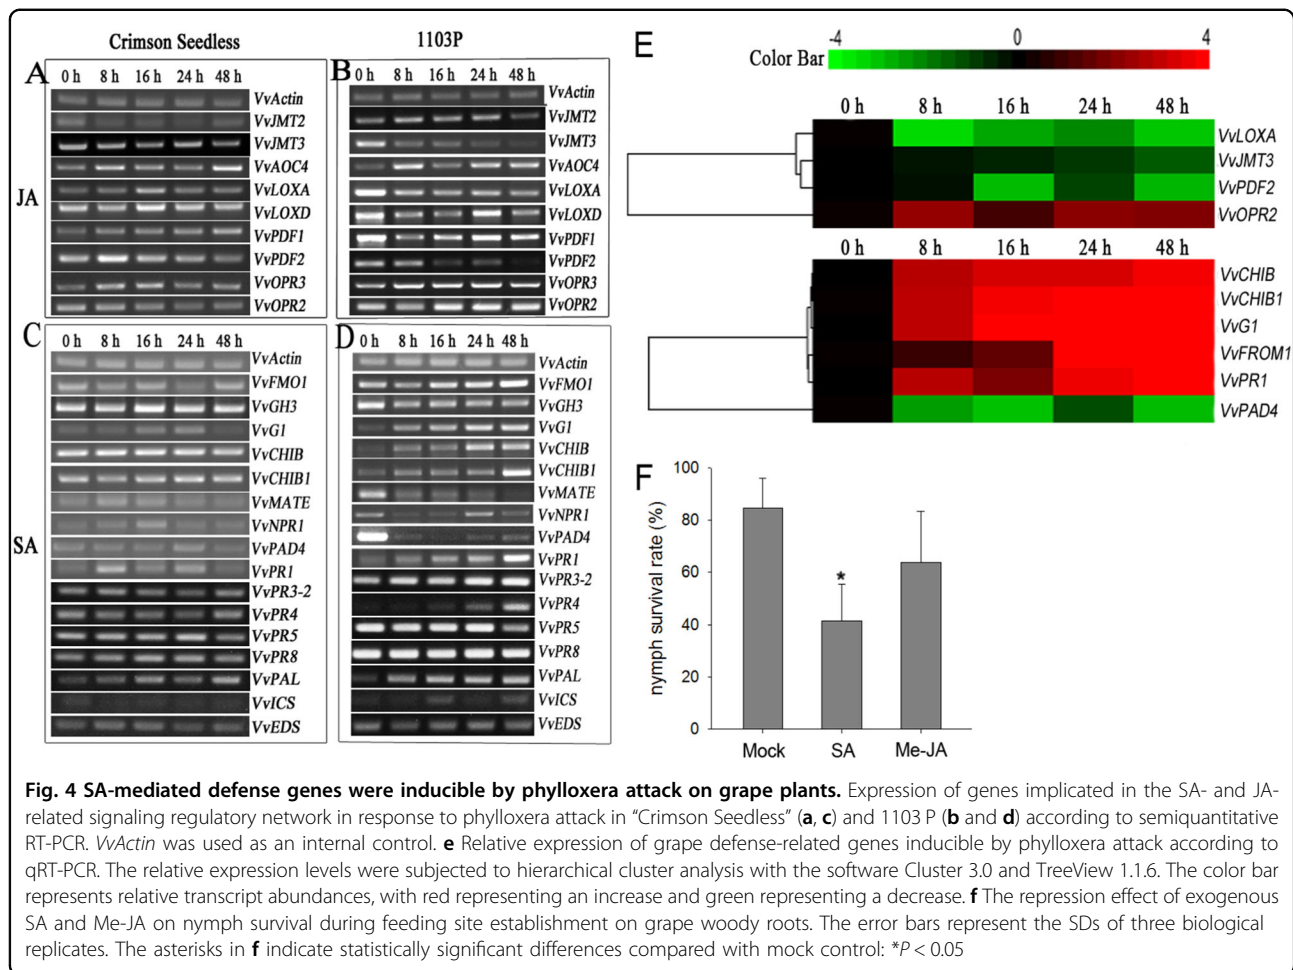 Crimson Seedless
1103P
A
0 h 8 h 16 h 24 h 48 h
VvActin
VvJMT2
VvJMT3
VvAOC4
VvLOXA
VvLOXD
VvPDF1
VvPDF2
VvOPR3
VvOPR2
JA
B
0 h 8 h 16 h 24 h 48 h
VvActin
VvJMT2
VvJMT3
VvAOC4
VvLOXA
VvLOXD
VvPDF1
VvPDF2
VvOPR3
VvOPR2
C
0 h 8 h 16 h 24 h 48 h
VvActin
VvFMO1
VvGH3
VvG1
VvCHIB
VvCHIB1
VvMATE
VvNPR1
VvPAD4
VvPR1
VvPR3-2
VvPR4
VvPR5
VvPR8
VvPAL
VvICS
VvEDS
SA
D
0 h 8 h 16 h 24 h 48 h
VvActin
VvFMO1
VvGH3
VvG1
VvCHIB
VvCHIB1
VvMATE
VvNPR1
VvPAD4
VvPR1
VvPR3-2
VvPR4
VvPR5
VvPR8
VvPAL
VvICS
VvEDS
E
-4 0 4
Color Bar
0 h 8 h 16 h 24 h 48 h
VvLOXA
VvJMT3
VvPDF2
VvOPR2
0 h 8 h 16 h 24 h 48 h
VvCHIB
VvCHIB1
VvG1
VvFROM1
VvPR1
VvPAD4
F
nymph survival rate (%)
100
80
60
40
20
0
*
Mock SA Me-JA
Fig. 4 SA-mediated defense genes were inducible by phylloxera attack on grape plants. Expression of genes implicated in the SA- and JA-
related signaling regulatory network in response to phylloxera attack in “Crimson Seedless” (a, c) and 1103 P (b and d) according to semiquantitative
RT-PCR. VvActin was used as an internal control. e Relative expression of grape defense-related genes inducible by phylloxera attack according to
qRT-PCR. The relative expression levels were subjected to hierarchical cluster analysis with the software Cluster 3.0 and TreeView 1.1.6. The color bar
represents relative transcript abundances, with red representing an increase and green representing a decrease. f The repression effect of exogenous
SA and Me-JA on nymph survival during feeding site establishment on grape woody roots. The error bars represent the SDs of three biological
replicates. The asterisks in f indicate statistically significant differences compared with mock control: *P < 0.05